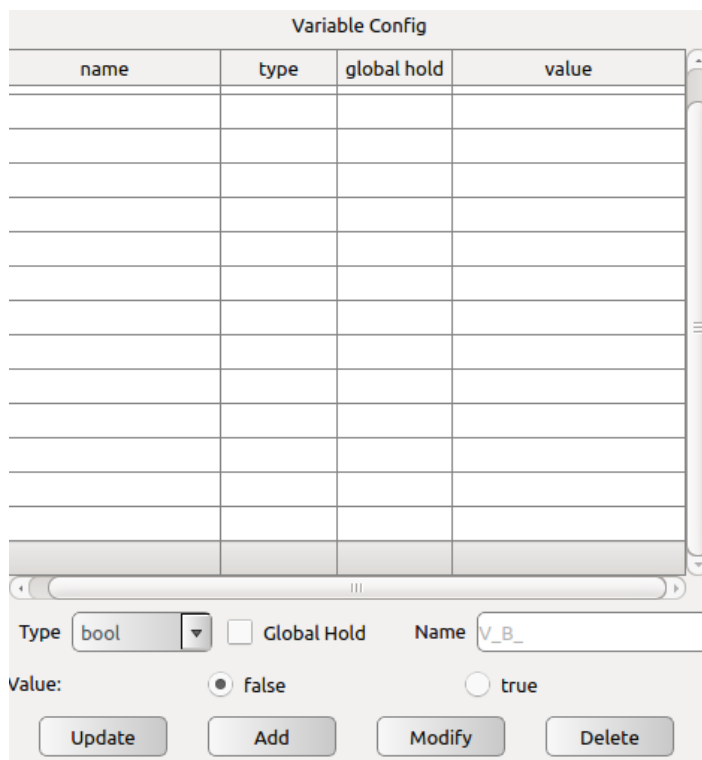 Variable Config
name type global hold value
Type bool Global Hold Name V_B_
Value: false true
Update Add Modify Delete